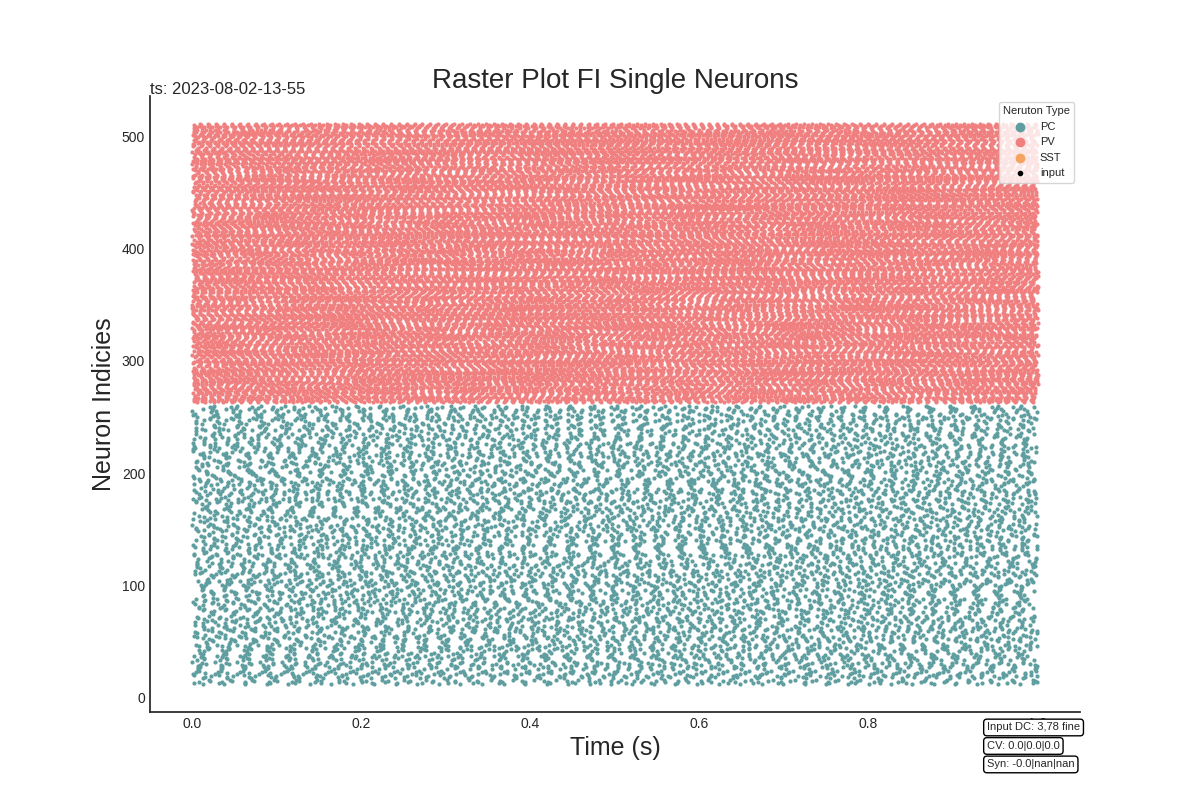 Raster Plot FI Single Neurons
ts: 2023-08-02-13-55
Neruton Type
PC
PV
SST
input
500
400
300
200
100
0
Neuron Indicies
0.0 0.2 0.4 0.6 0.8
Time (s)
Input DC: 3,78 fine
CV: 0.0|0.0|0.0
Syn: -0.0|nan|nan